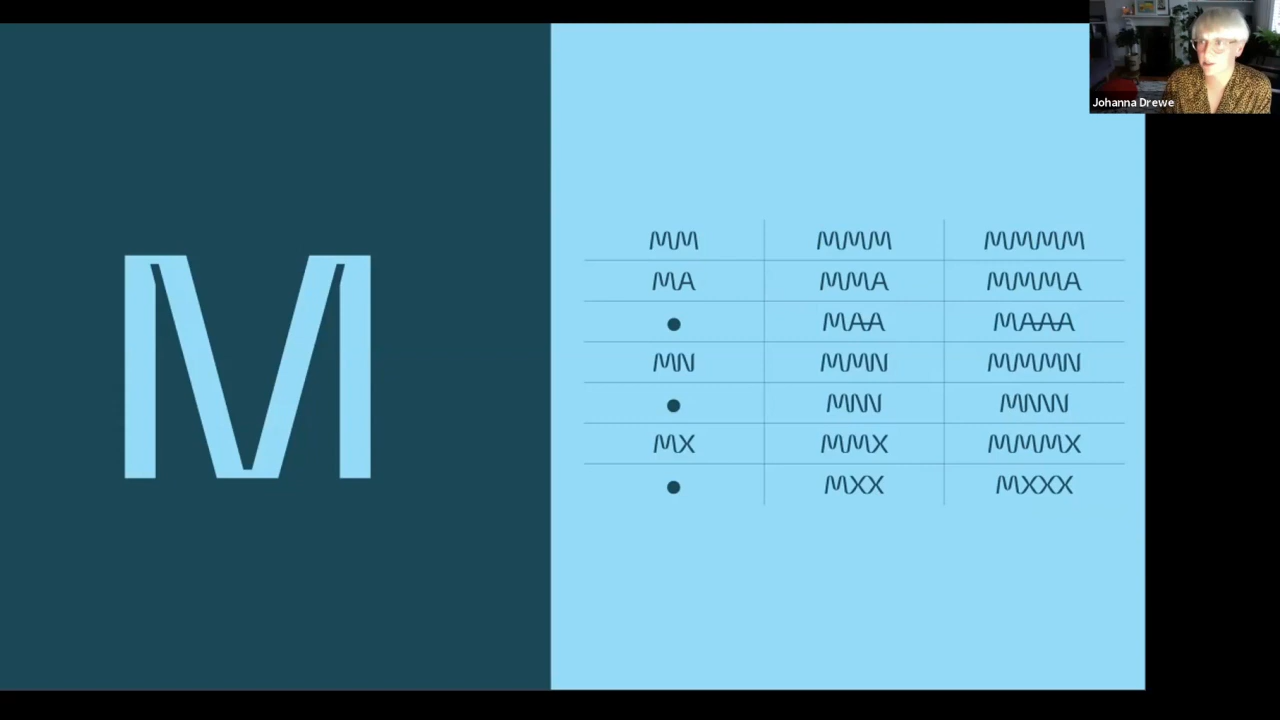 Johanna Drewe
M
MM MMM MMMM
MA MMA MMMA
● MAA MAAA
MN MMN MMMN
● MNN MNNN
MX MMX MMMX
● MXX MXXX